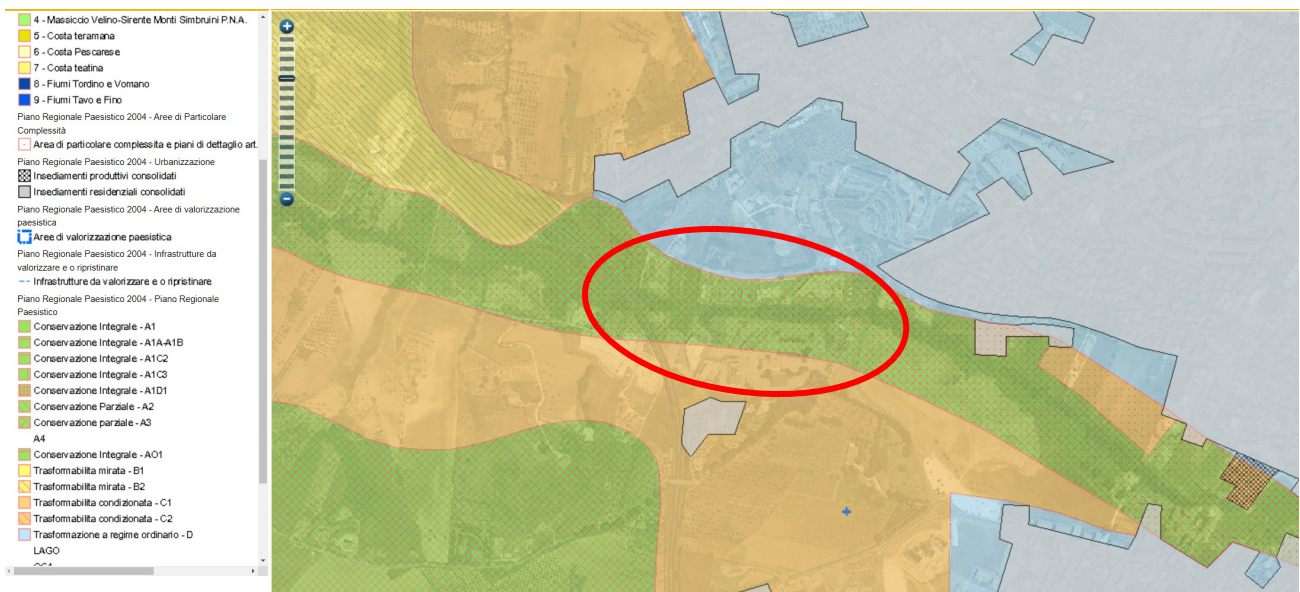 4 - Massiccio Velino-Sirente Monti Simbruini P.N.A.
5 - Costa teramana
6 - Costa Pescarese
7 - Costa teatina
8 - Fiumi Tordino e Vomano
9 - Fiumi Tavo e Fino
Piano Regionale Paesistico 2004 - Aree di Particolare
Complessità
Area di particolare complessita e piani di dettaglio art.
Piano Regionale Paesistico 2004 - Urbanizzazione
Insediamenti produttivi consolidati
Insediamenti residenziali consolidati
Piano Regionale Paesistico 2004 - Aree di valorizzazione
paesistica
Aree di valorizzazione paesistica
Piano Regionale Paesistico 2004 - Infrastrutture da
valorizzare e o ripristinare
Infrastrutture da valorizzare e o ripristinare
Piano Regionale Paesistico 2004 - Piano Regionale
Paesistico
Conservazione Integrale - A1
Conservazione Integrale - A1A-A1B
Conservazione Integrale - A1C2
Conservazione Integrale - A1C3
Conservazione Integrale - A1D1
Conservazione Parziale - A2
Conservazione parziale - A3
A4
Conservazione Integrale - AO1
Trasformabilita mirata - B1
Trasformabilita mirata - B2
Trasformabilita condizionata - C1
Trasformabilita condizionata - C2
Trasformazione a regime ordinario - D
LAGO